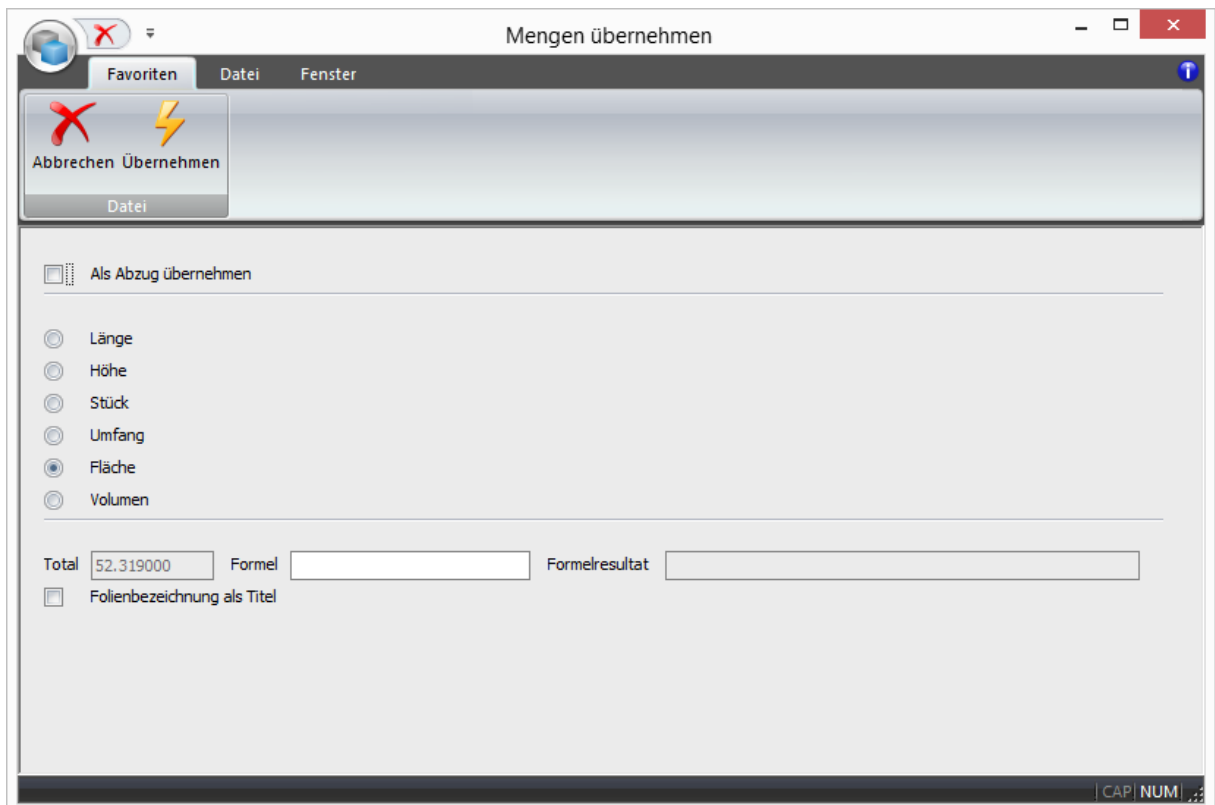 Mengen übernehmen
Favoriten Datei Fenster
Abbrechen Übernehmen
Datei
Als Abzug übernehmen
Länge
Höhe
Stück
Umfang
Fläche
Volumen
Total 52.319000 Formel Formelresultat
Folienbezeichnung als Titel
CAP NUM